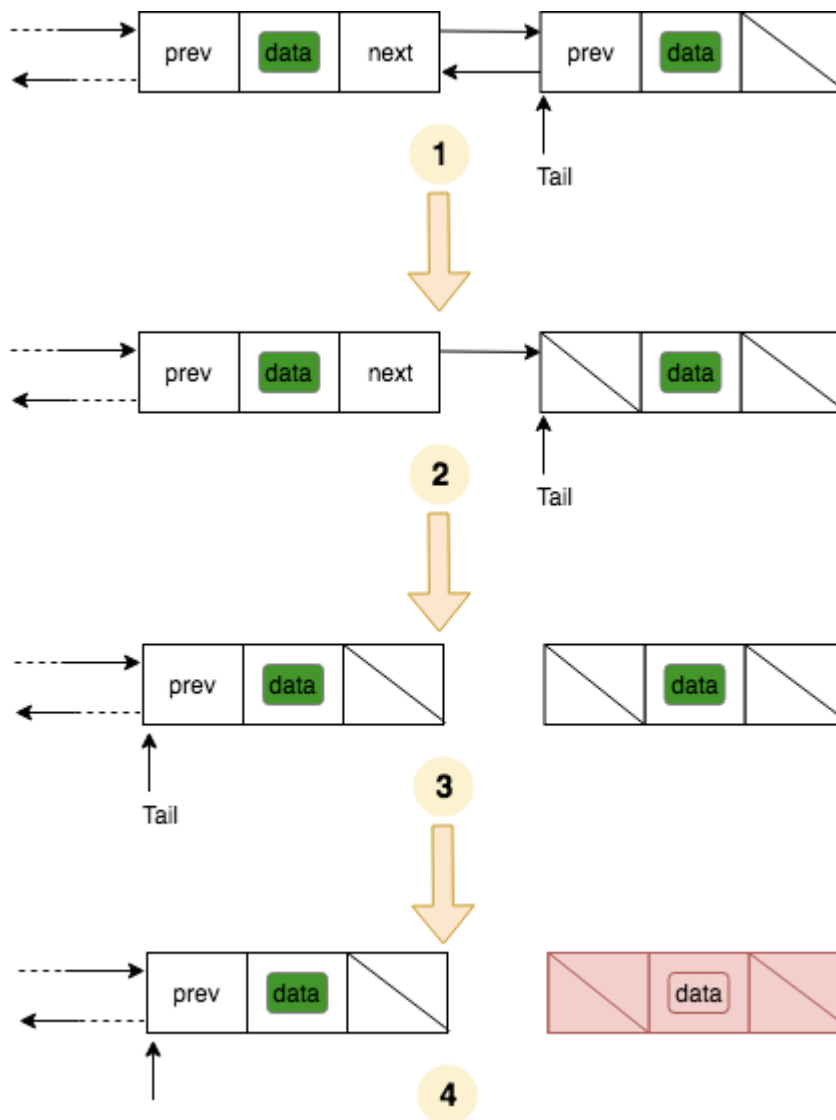 prev data next prev data
1
Tail
prev data next data
2
Tail
prev data data
3
Tail
prev data data
4